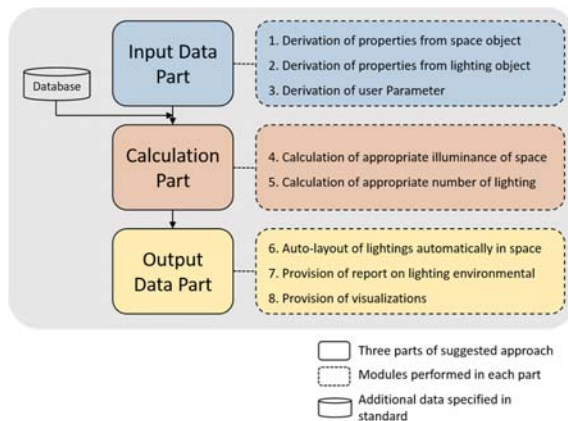 Input Data
Part
1. Derivation of properties from space object
2. Derivation of properties from lighting object
3. Derivation of user Parameter
Database
Calculation
Part
4. Calculation of appropriate illuminance of space
5. Calculation of appropriate number of lighting
Output
Data Part
6. Auto-layout of lightings automatically in space
7. Provision of report on lighting environmental
8. Provision of visualizations
Three parts of suggested approach
Modules performed in each part
Additional data specified in
standard